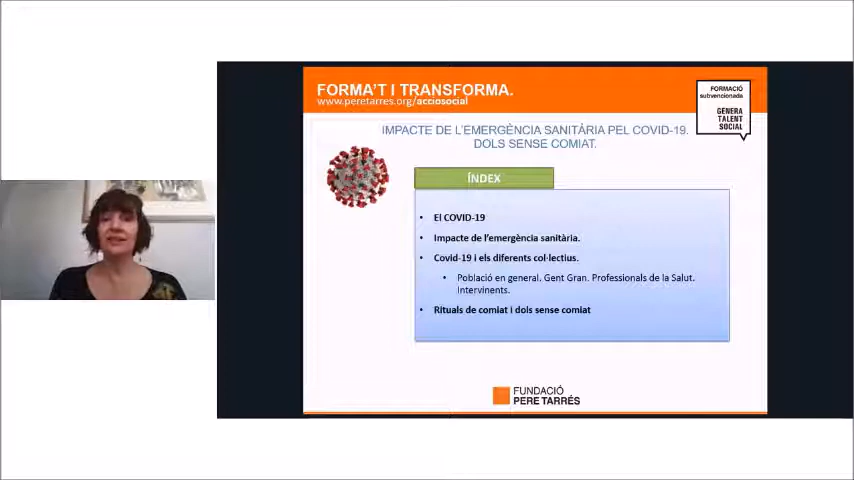 FORMA'T I TRANSFORMA.
www.peretarres.org/acciosocial
FORMACIÓ
subvencionada
GENERA
TALENT
SOCIAL
IMPACTE DE L'EMERGÈNCIA SANITÀRIA PEL COVID-19.
DOLS SENSE COMIAT.
ÍNDEX
• El COVID-19
• Impacte de l'emergència sanitària.
• Covid-19 i els diferents col·lectius.
• Població en general. Gent Gran. Professionals de la Salut.
Intervinents.
• Rituals de comiat i dols sense comiat
FUNDACIÓ
PERE TARRÉS